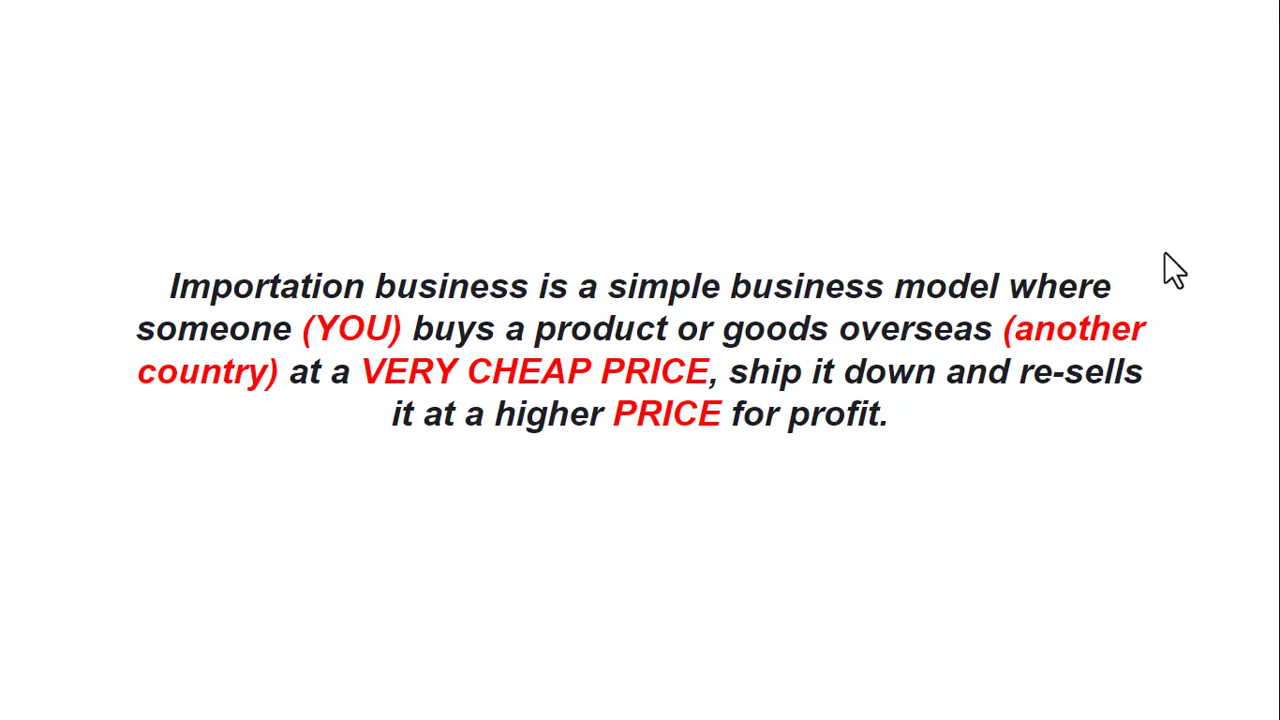 Importation business is a simple business model where
someone (YOU) buys a product or goods overseas (another
country) at a VERY CHEAP PRICE, ship it down and re-sells
it at a higher PRICE for profit.